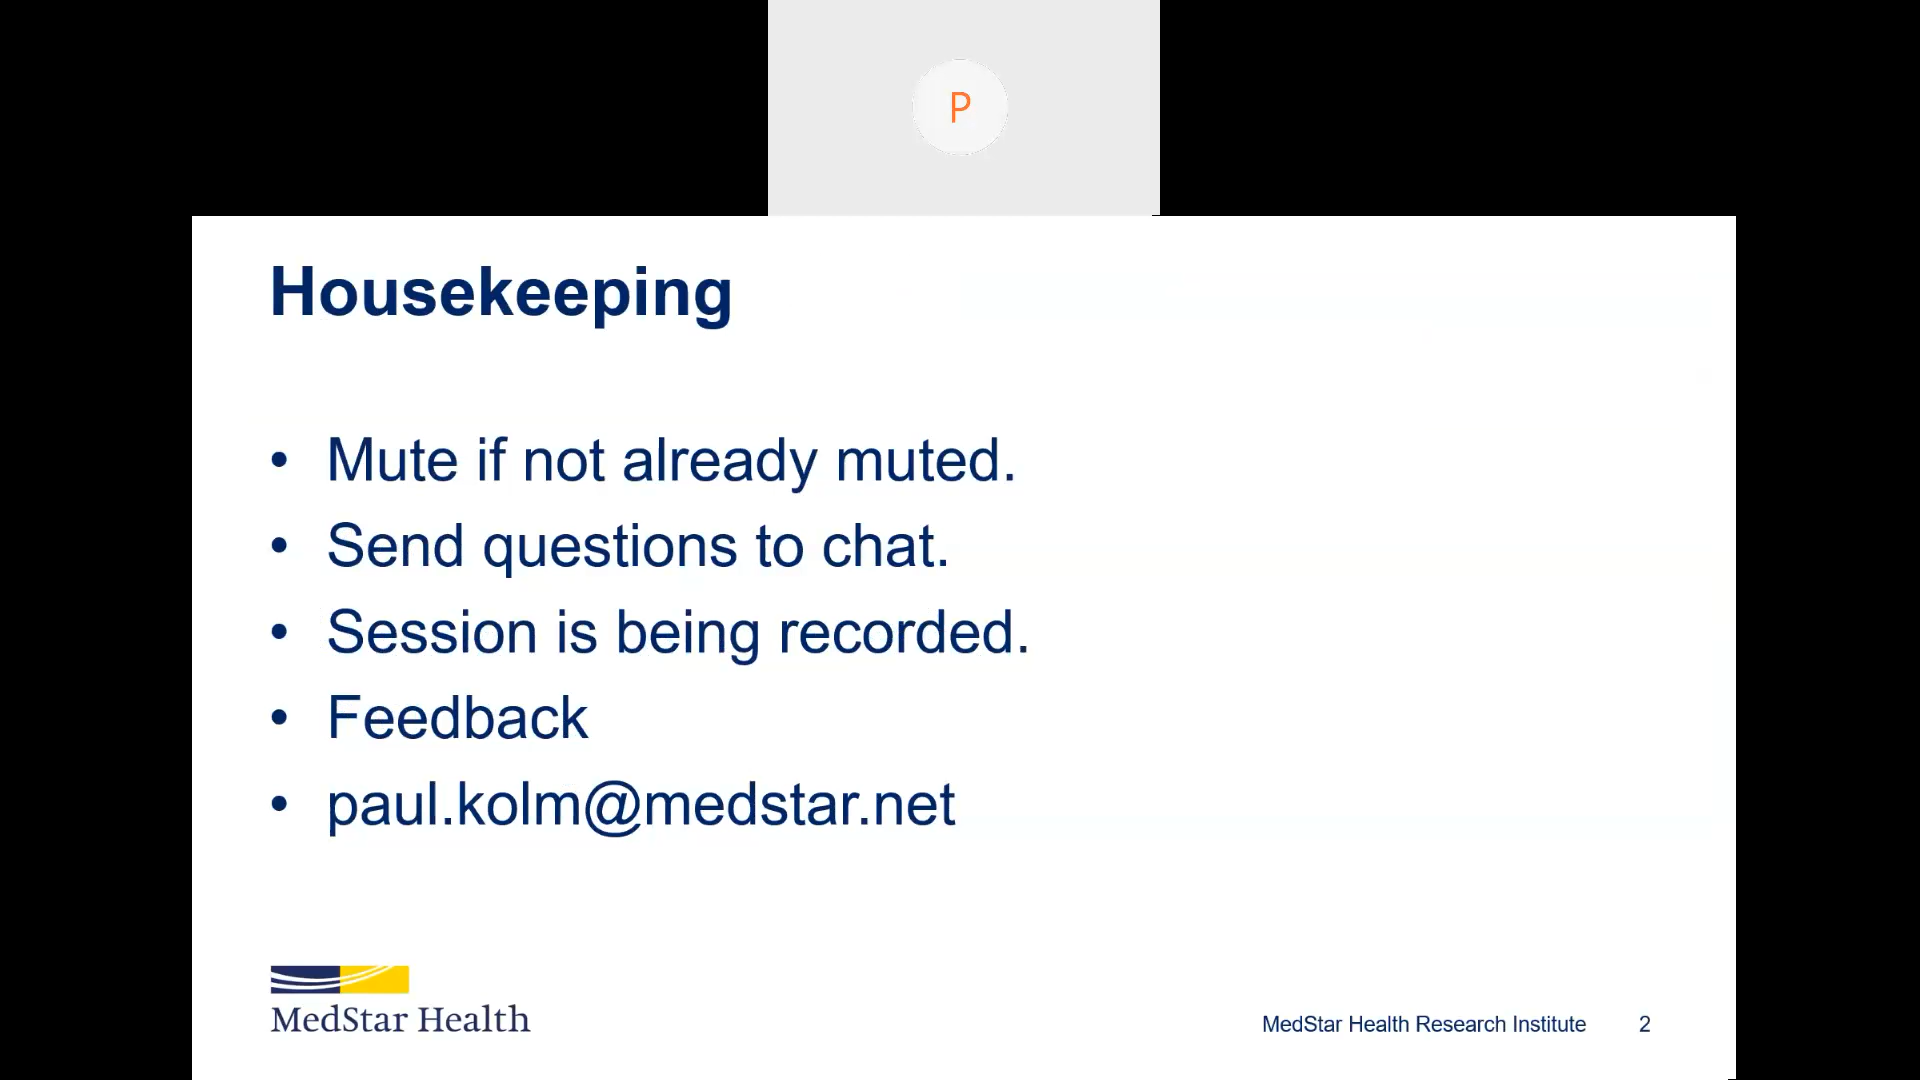 P
Housekeeping
• Mute if not already muted.
• Send questions to chat.
• Session is being recorded.
• Feedback
• paul.kolm@medstar.net
MedStar Health
MedStar Health Research Institute 2